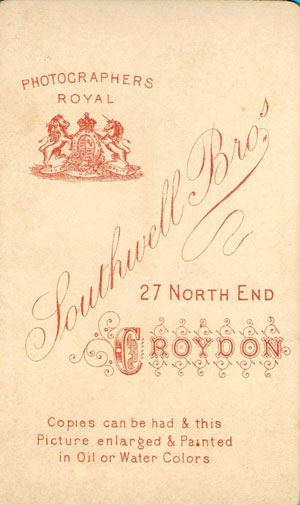 PHOTOGRAPHERS
ROYAL
Southwell Bros
27 NORTH END
CROYDON
Copies can be had & this
Picture enlarged & Painted
in Oil or Water Colors